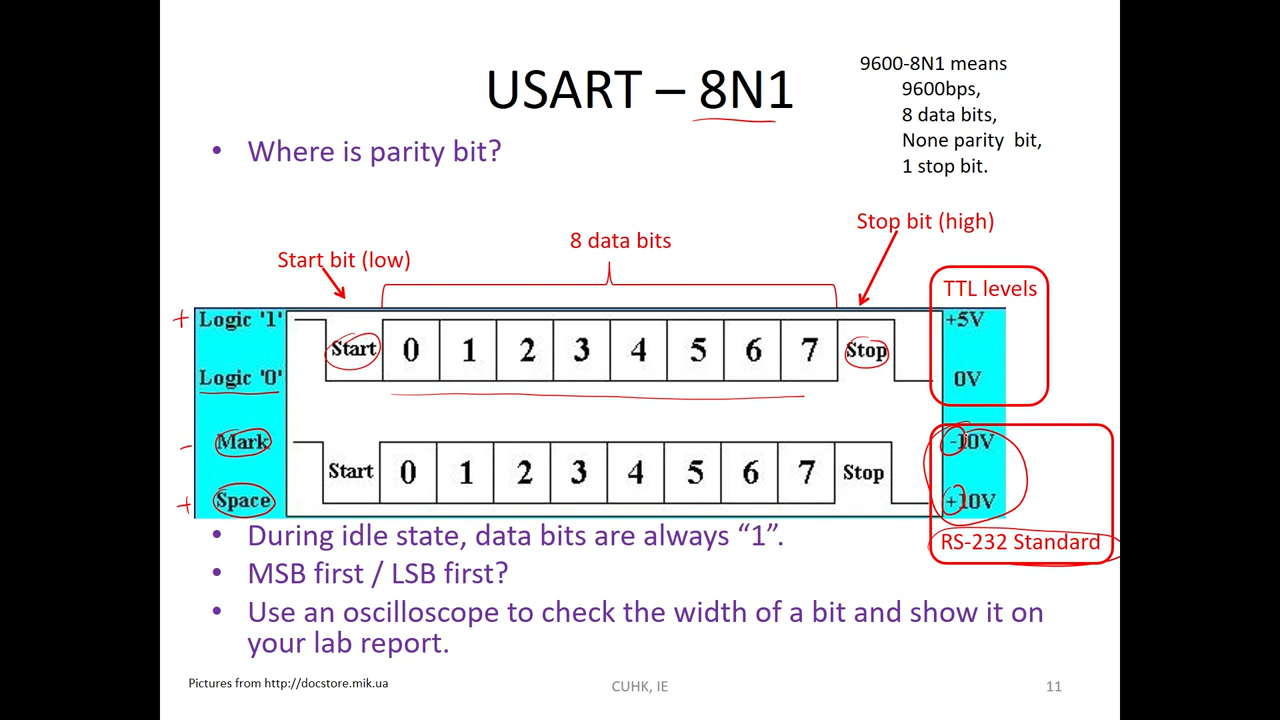 USART – 8N1
9600-8N1 means
9600bps,
8 data bits,
None parity bit,
1 stop bit.
• Where is parity bit?
Stop bit (high)
8 data bits
Start bit (low)
TTL levels
+ Logic '1'
+5V
Start 0 1 2 3 4 5 6 7 Stop
Logic '0'
0V
- Mark
-10V
Start 0 1 2 3 4 5 6 7 Stop
+ Space
+10V
RS-232 Standard
• During idle state, data bits are always “1”.
• MSB first / LSB first?
• Use an oscilloscope to check the width of a bit and show it on
your lab report.
Pictures from http://docstore.mik.ua
CUHK, IE
11